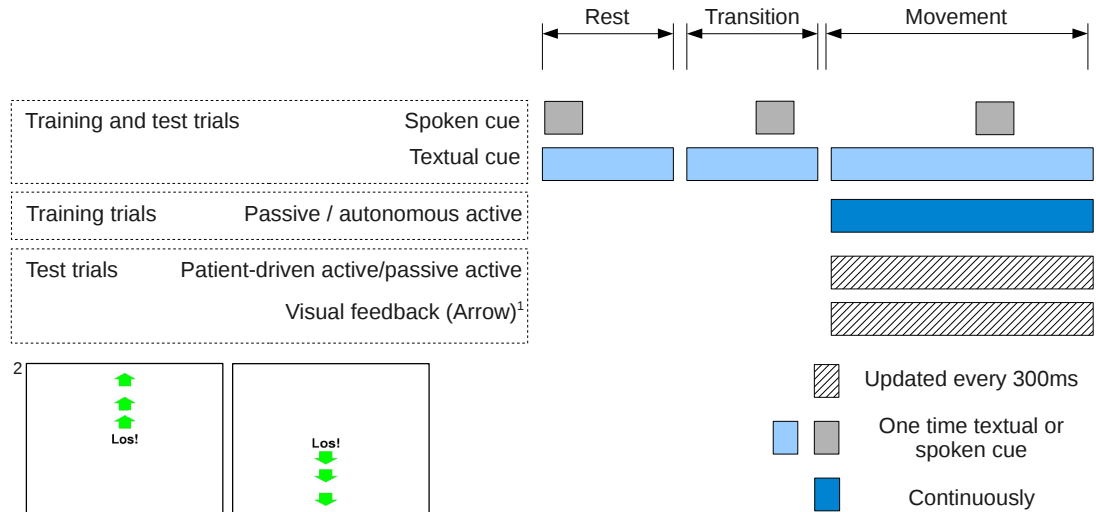 Rest Transition Movement
Training and test trials Spoken cue
Textual cue
Training trials Passive / autonomous active
Test trials Patient-driven active/passive active
Visual feedback (Arrow)1
2
Los!
Los!
Updated every 300ms
One time textual or
spoken cue
Continuously